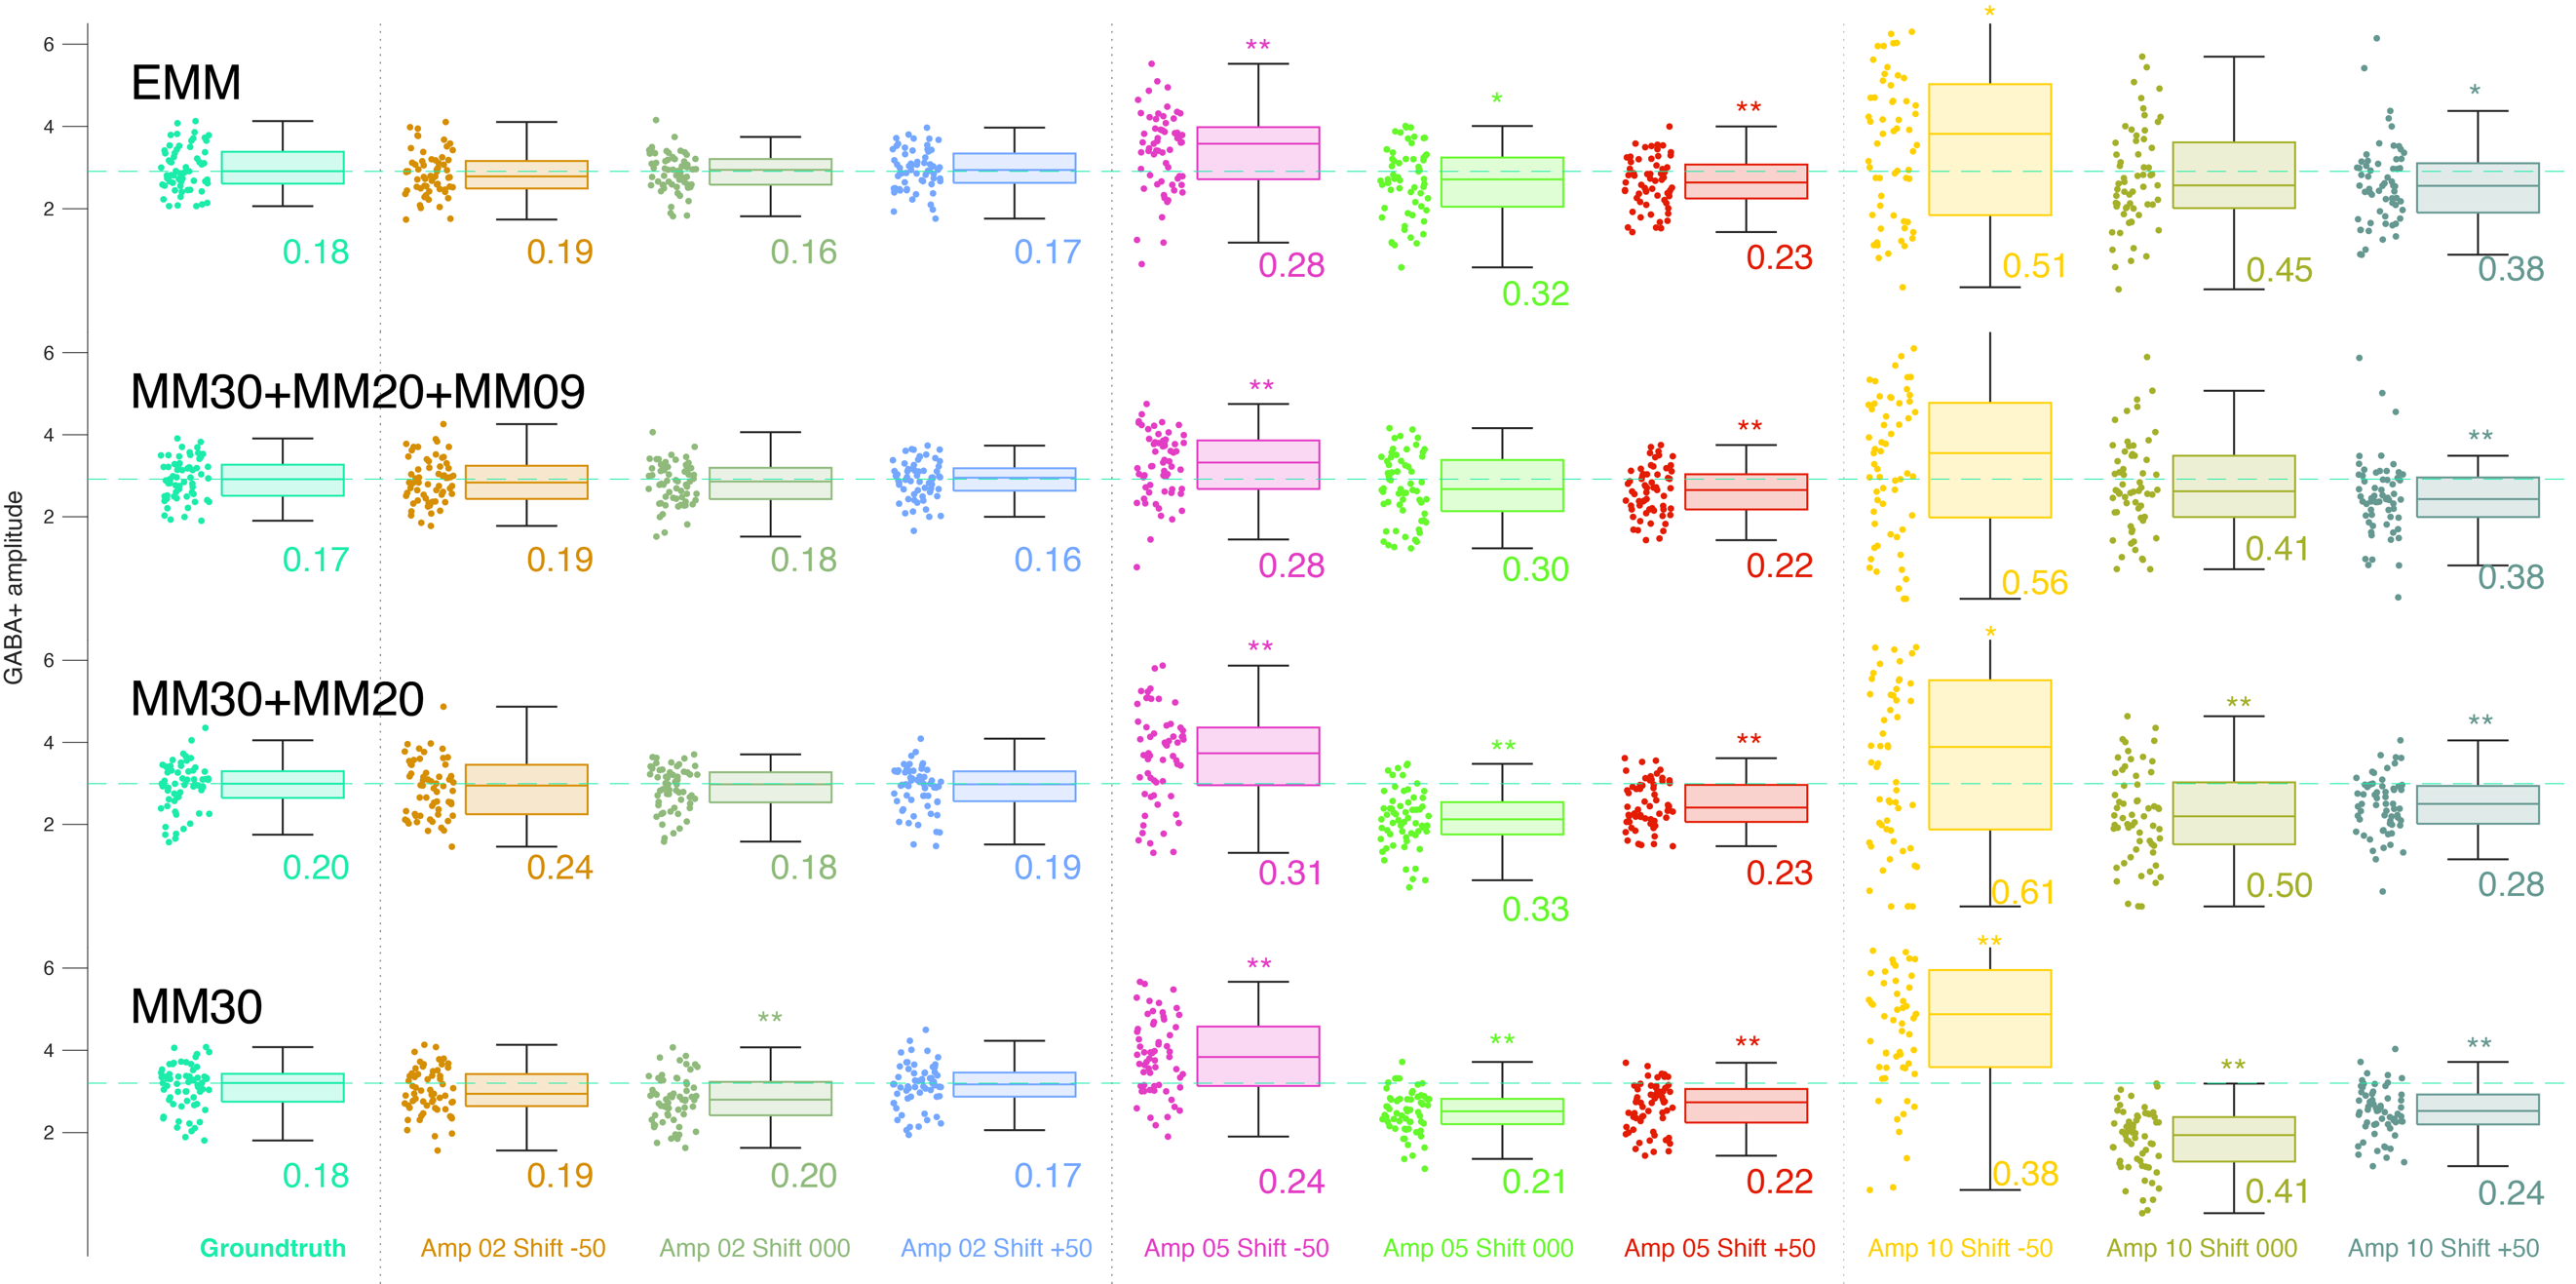 GABA+ amplitude
* 
** * ** *
6
4
2
EMM
0.18 0.19 0.16 0.17 0.28 0.32 0.23 0.51 0.45 0.38
** ** **
6
4
2
MM30+MM20+MM09
0.17 0.19 0.18 0.16 0.28 0.30 0.22 0.56 0.41 0.38
** ** ** * ** **
6
4
2
MM30+MM20
0.20 0.24 0.18 0.19 0.31 0.33 0.23 0.61 0.50 0.28
** ** ** ** ** ** **
6
4
2
MM30
0.18 0.19 0.20 0.17 0.24 0.21 0.22 0.38 0.41 0.24
Groundtruth Amp 02 Shift -50 Amp 02 Shift 000 Amp 02 Shift +50 Amp 05 Shift -50 Amp 05 Shift 000 Amp 05 Shift +50 Amp 10 Shift -50 Amp 10 Shift 000 Amp 10 Shift +50